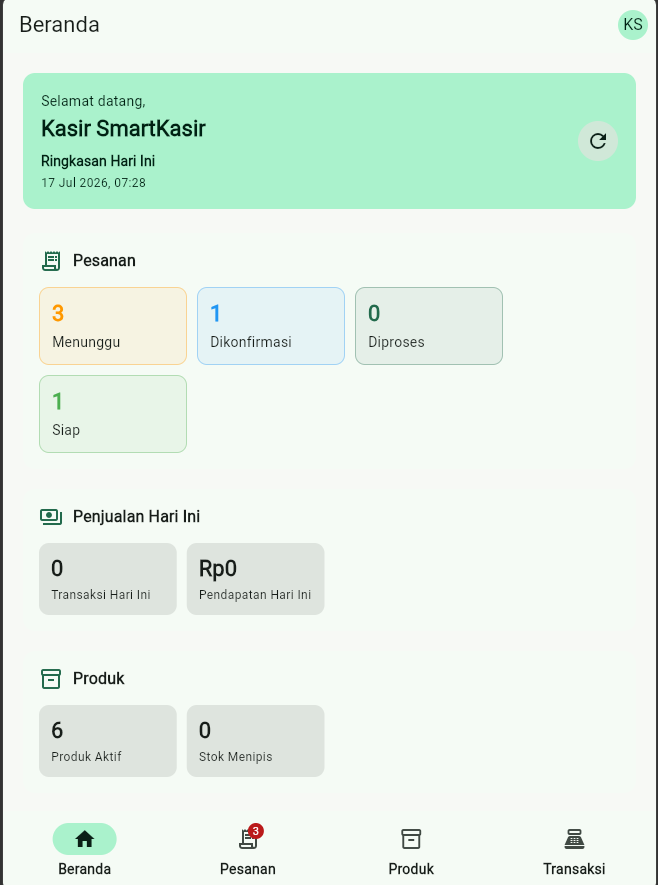 Beranda
KS
Selamat datang,
Kasir SmartKasir
Ringkasan Hari Ini
17 Jul 2026, 07:28
Pesanan
3
Menunggu
1
Dikonfirmasi
0
Diproses
1
Siap
Penjualan Hari Ini
0
Transaksi Hari Ini
Rp0
Pendapatan Hari Ini
Produk
6
Produk Aktif
0
Stok Menipis
3
Beranda
Pesanan
Produk
Transaksi